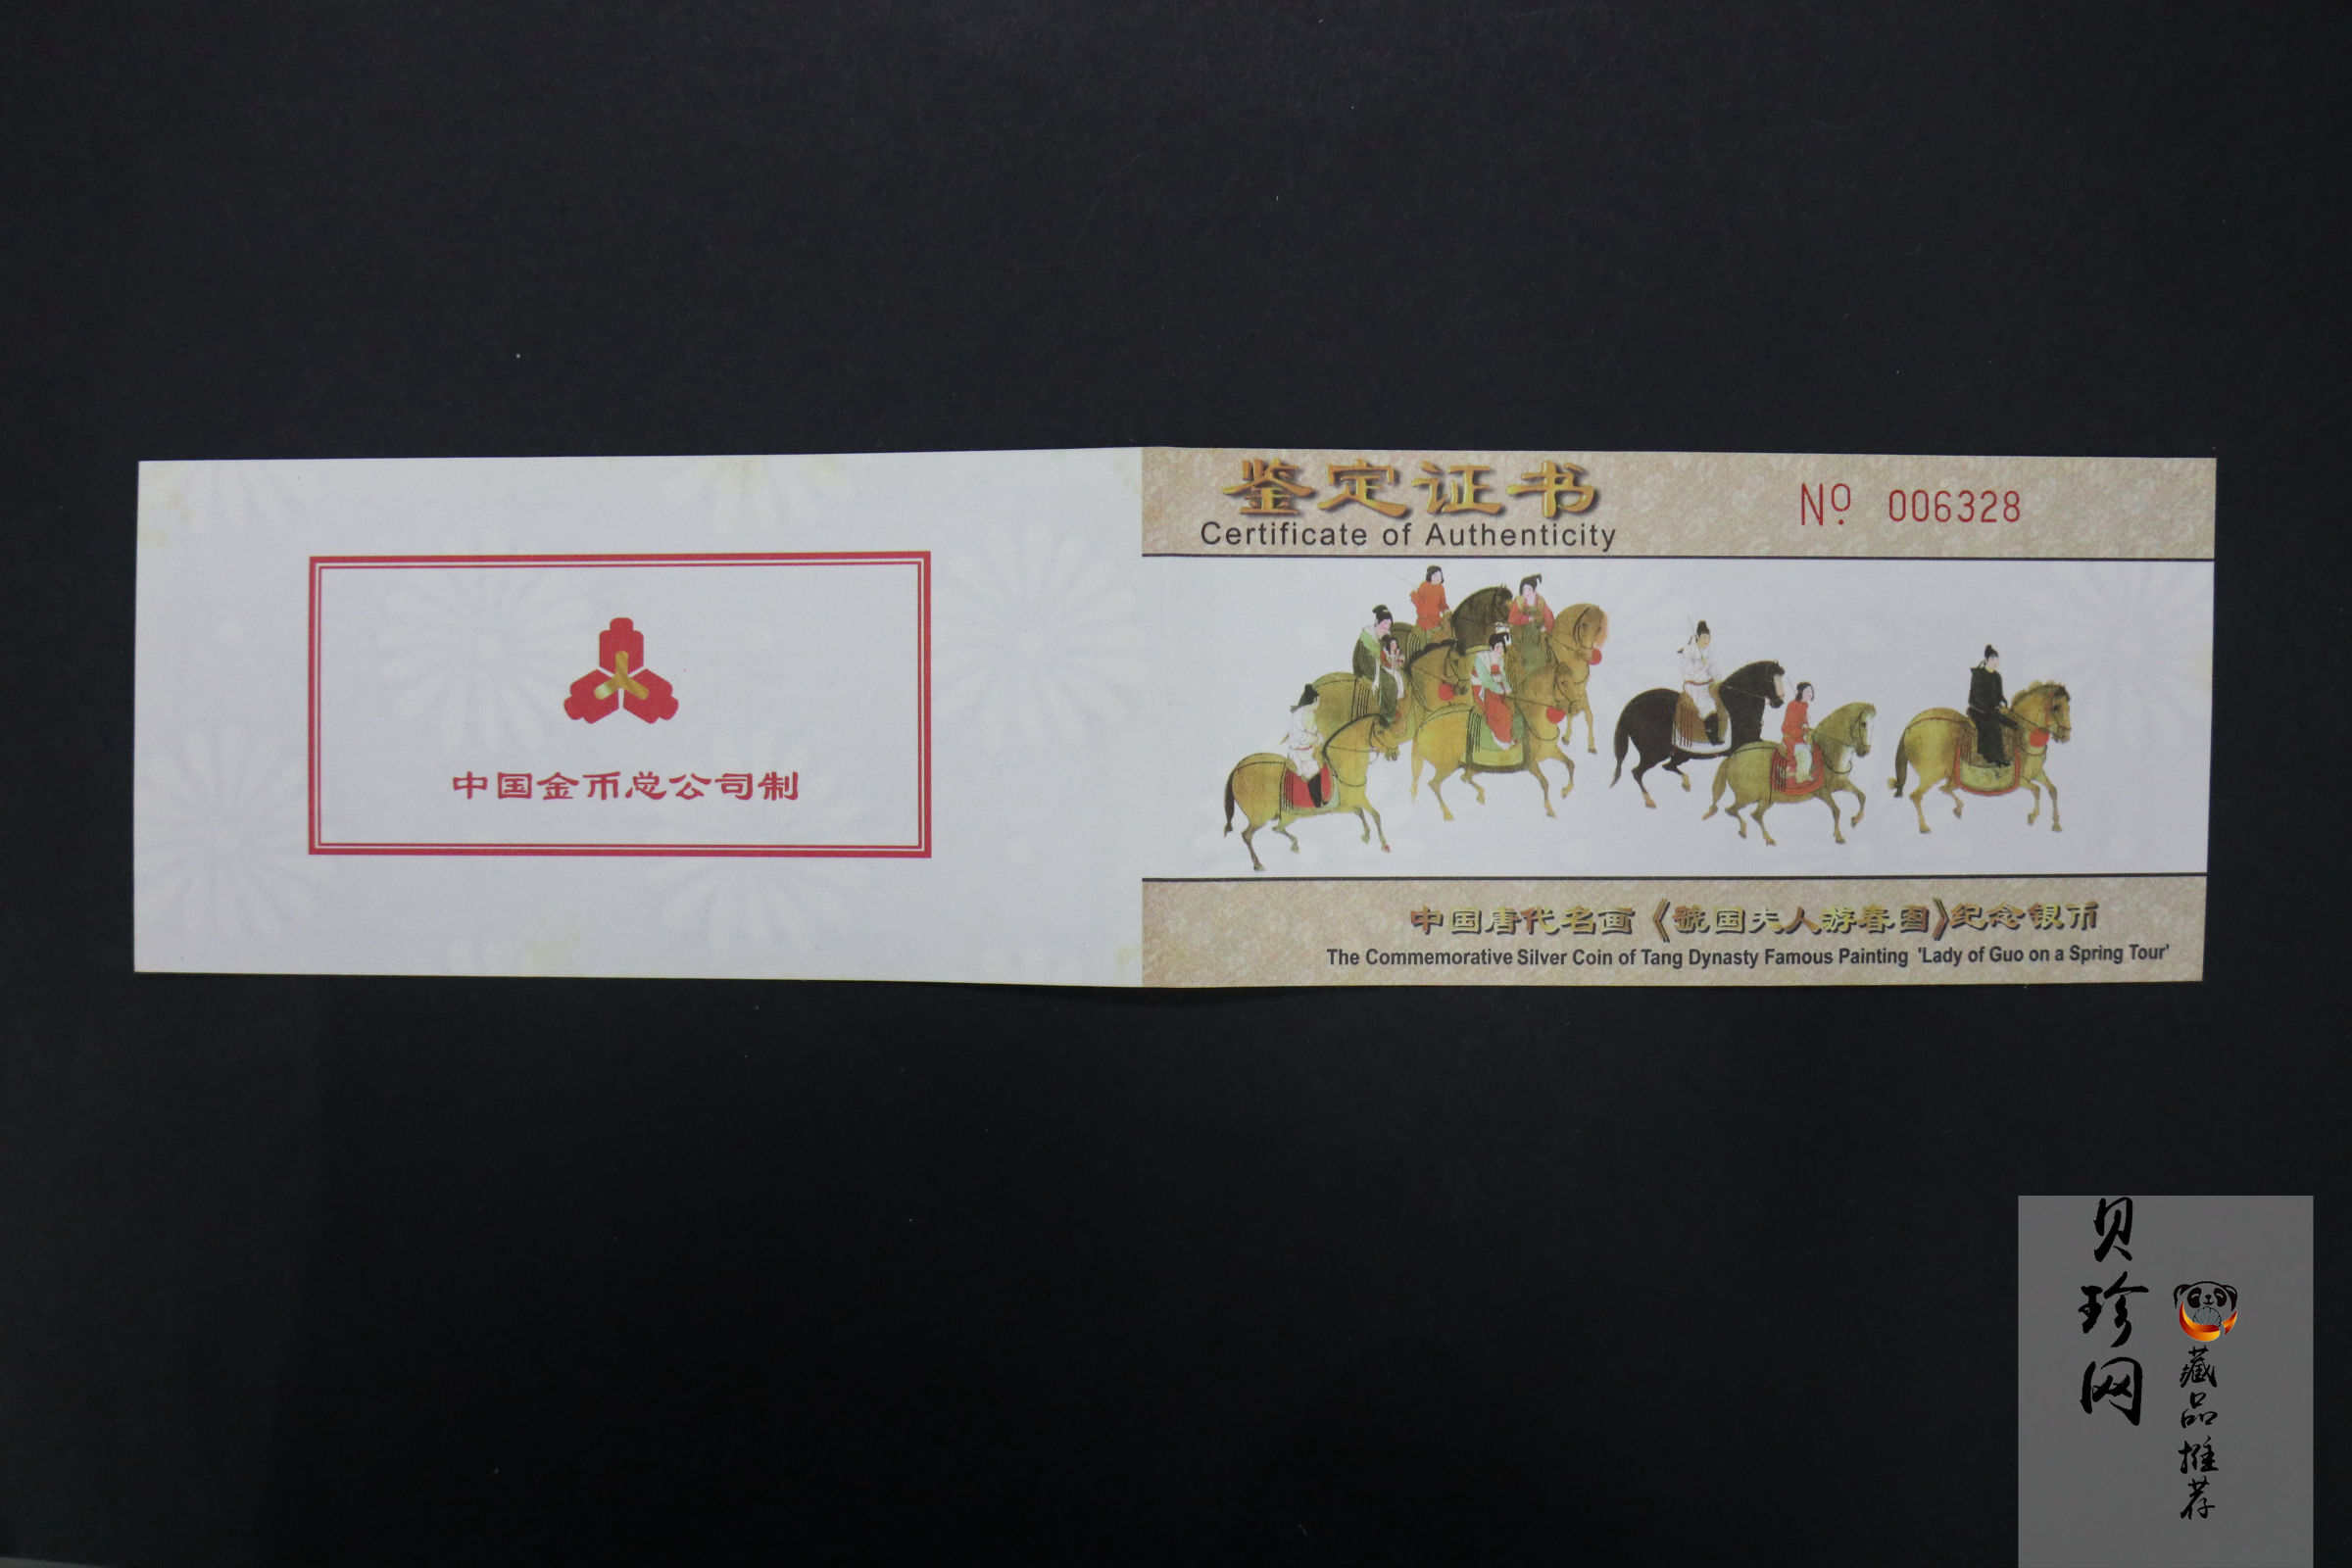 中国金币总公司制
鉴定证书
Certificate of Authenticity
Nº 006328
中国唐代名画《虢国夫人游春图》纪念银币
The Commemorative Silver Coin of Tang Dynasty Famous Painting 'Lady of Guo on a Spring Tour'
贝珍网
藏品推荐